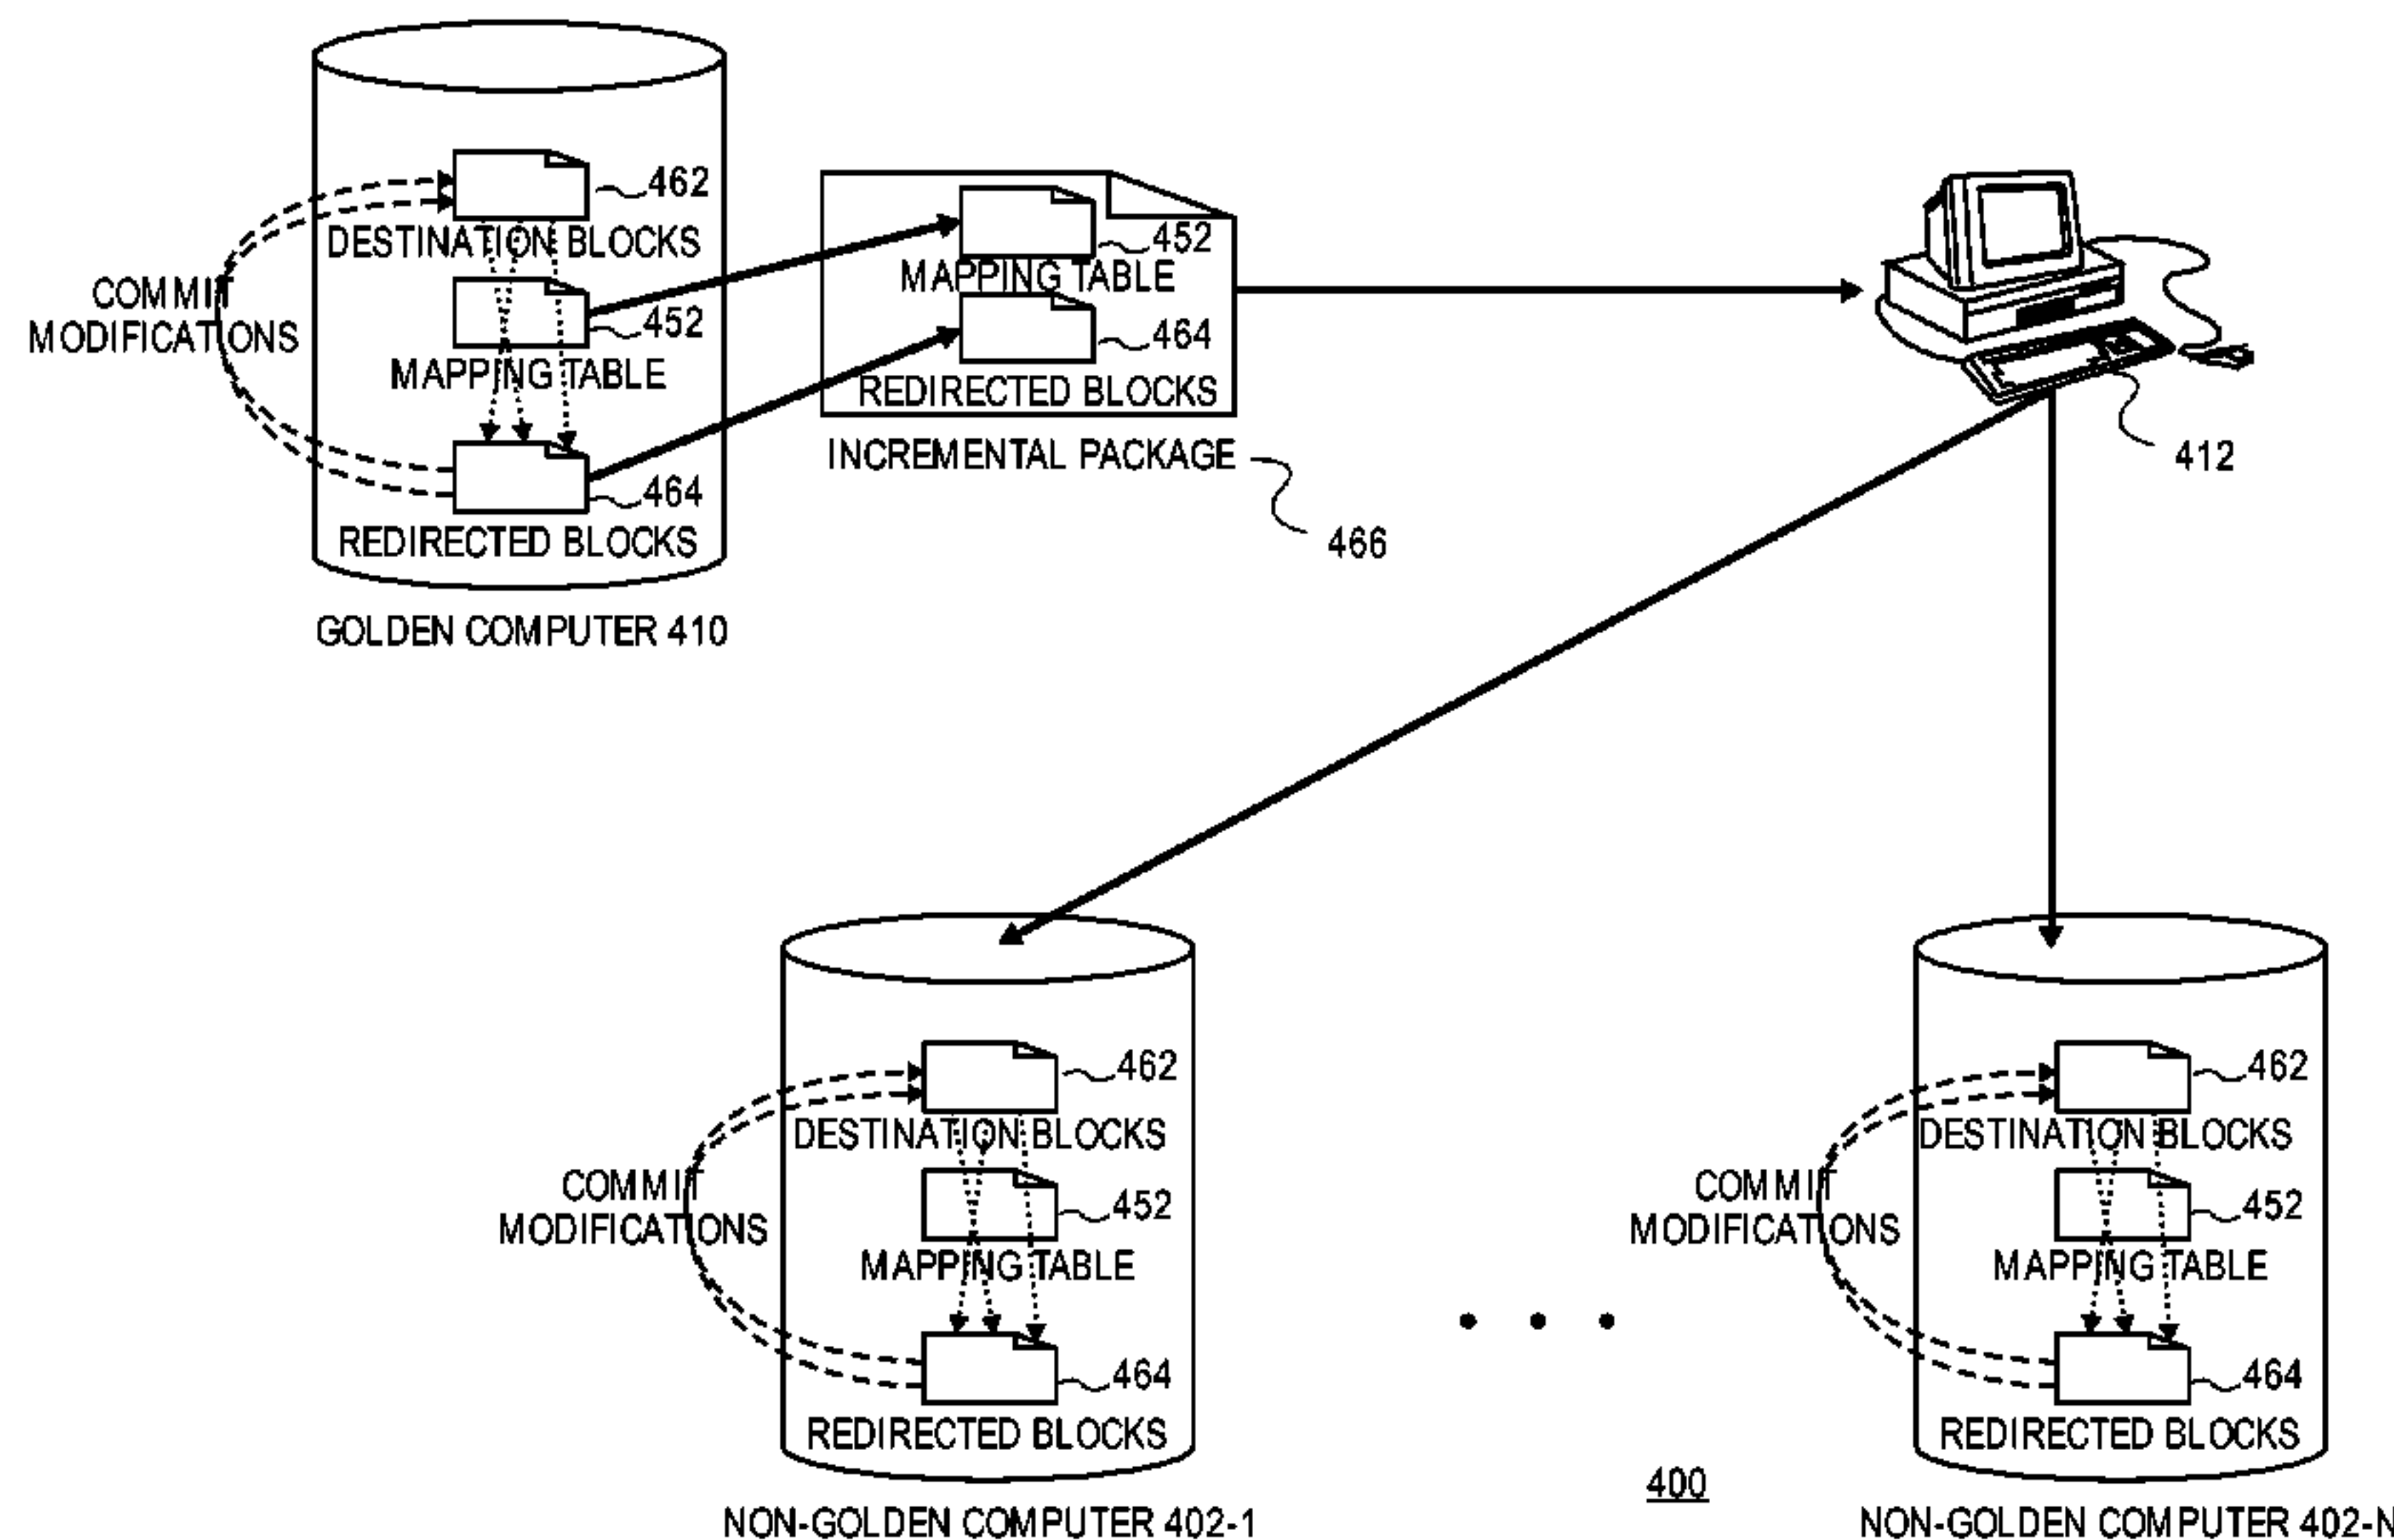 462
DESTINATION BLOCKS
COMMIT
MODIFICATIONS
452
MAPPING TABLE
464
REDIRECTED BLOCKS
GOLDEN COMPUTER 410
452
MAPPING TABLE
464
REDIRECTED BLOCKS
INCREMENTAL PACKAGE
466
412
462
DESTINATION BLOCKS
COMMIT
MODIFICATIONS
452
MAPPING TABLE
464
REDIRECTED BLOCKS
NON-GOLDEN COMPUTER 402-1
462
DESTINATION BLOCKS
COMMIT
MODIFICATIONS
452
MAPPING TABLE
464
REDIRECTED BLOCKS
NON-GOLDEN COMPUTER 402-N
400